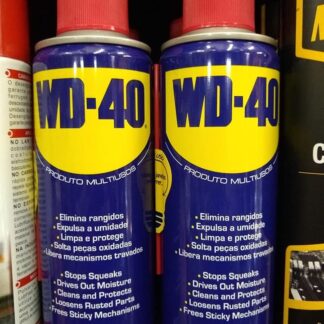 WD-40
PRODUTO MULTIUSOS
• Elimina rangidos
• Expulsa a umidade
• Limpa e protege
• Solta peças oxidadas
• Libera mecanismos travados
• Stops Squeaks
• Drives Out Moisture
• Cleans and Protects
• Loosens Rusted Parts
• Frees Sticky Mechanisms
WD-40
PRODUTO MULTIUSOS
• Elimina rangidos
• Expulsa a umidade
• Limpa e protege
• Solta peças oxidadas
• Libera mecanismos travados
• Stops Squeaks
• Drives Out Moisture
• Cleans and Protects
• Loosens Rusted Parts
• Frees Sticky Mechanisms